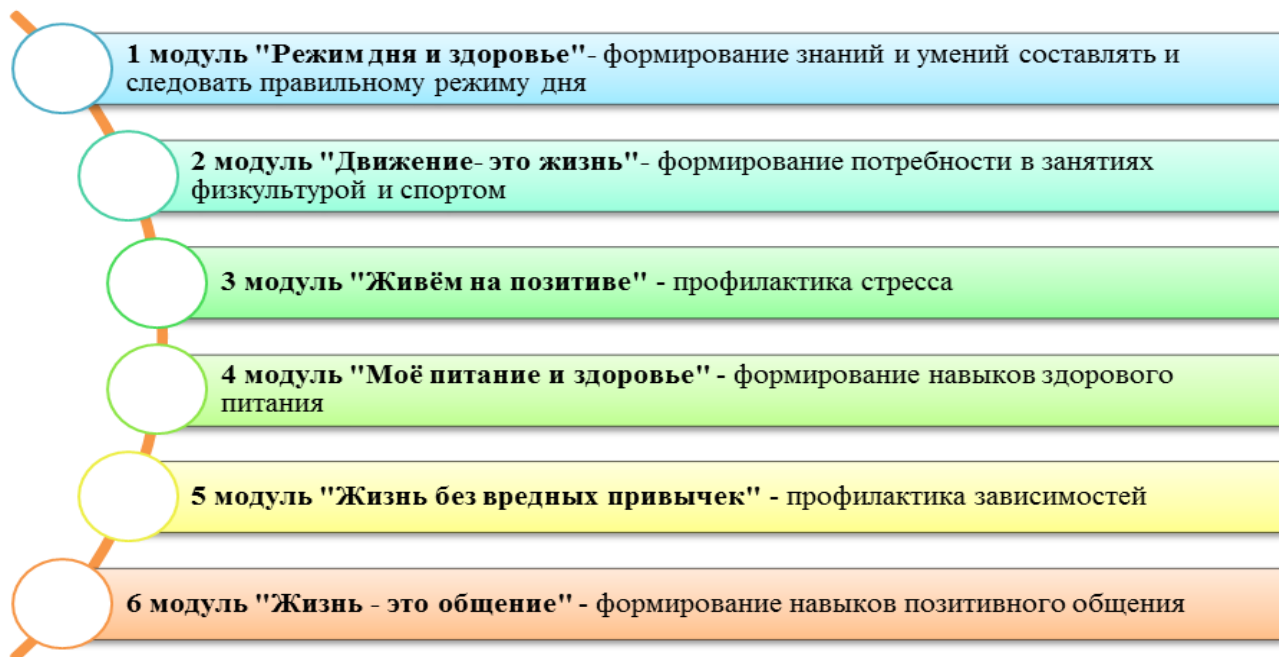 1 модуль "Режим дня и здоровье"- формирование знаний и умений составлять и
следовать правильному режиму дня
2 модуль "Движение- это жизнь"- формирование потребности в занятиях
физкультурой и спортом
3 модуль "Живём на позитиве" - профилактика стресса
4 модуль "Моё питание и здоровье" - формирование навыков здорового
питания
5 модуль "Жизнь без вредных привычек" - профилактика зависимостей
6 модуль "Жизнь - это общение" - формирование навыков позитивного общения